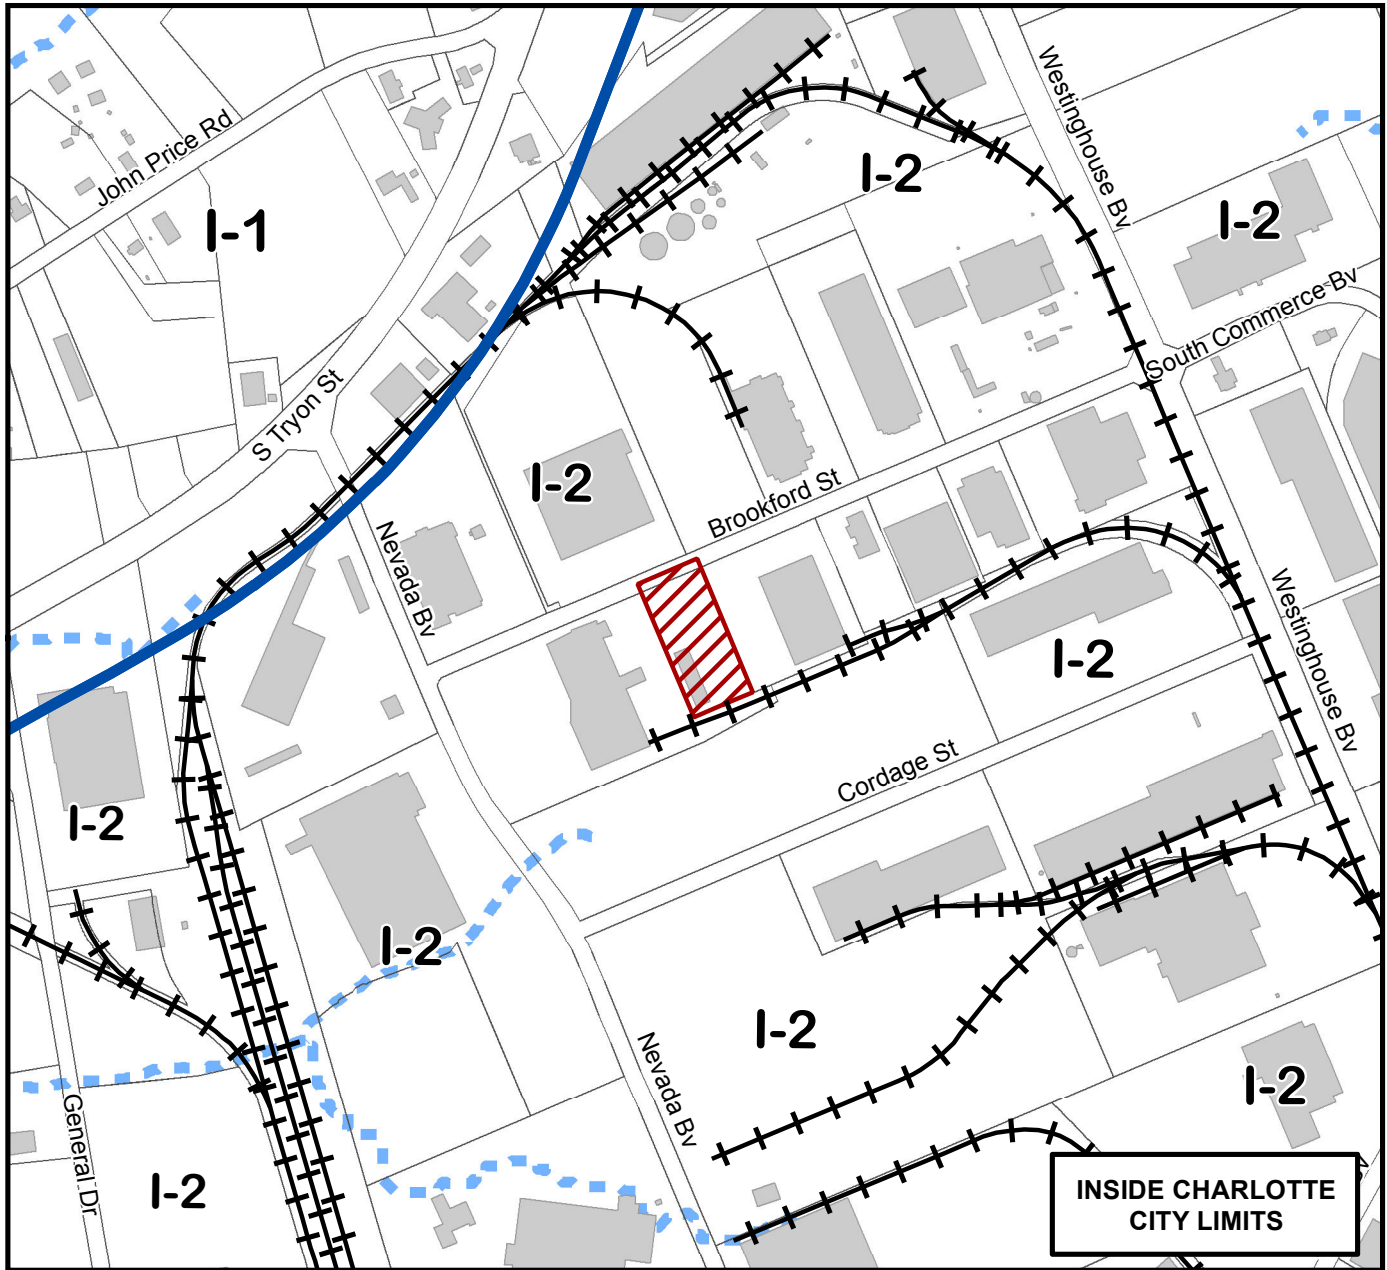 Westinghouse Bv
John Price Rd
I-2
I-1
I-2
South Commerce Bv
S Tryon St
I-2
Brookford St
Nevada Bv
Westinghouse Bv
I-2
Cordage St
I-2
I-2
I-2
Nevada Bv
I-2
General Dr
I-2
INSIDE CHARLOTTE
CITY LIMITS